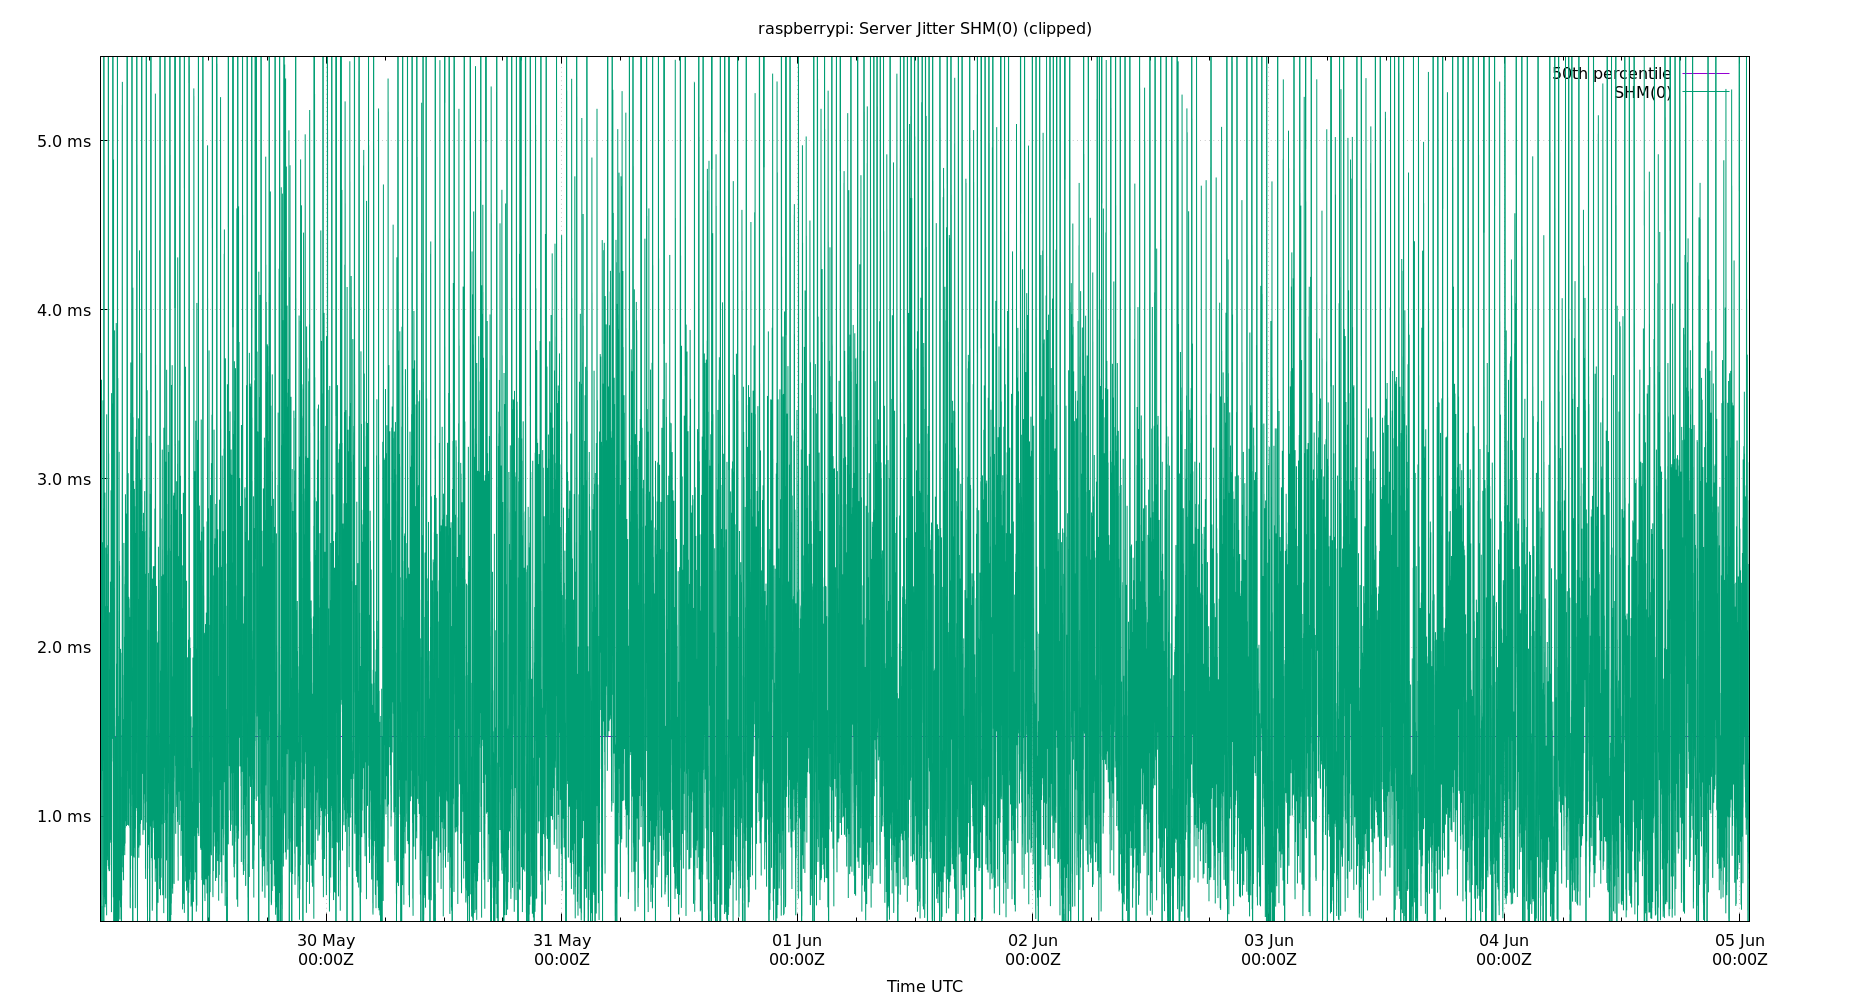 raspberrypi: Server Jitter SHM(0) (clipped)
50th percentile
SHM(0)
5.0 ms
4.0 ms
3.0 ms
2.0 ms
1.0 ms
30 May 31 May 01 Jun 02 Jun 03 Jun 04 Jun 05 Jun
00:00Z 00:00Z 00:00Z 00:00Z 00:00Z 00:00Z 00:00Z
Time UTC